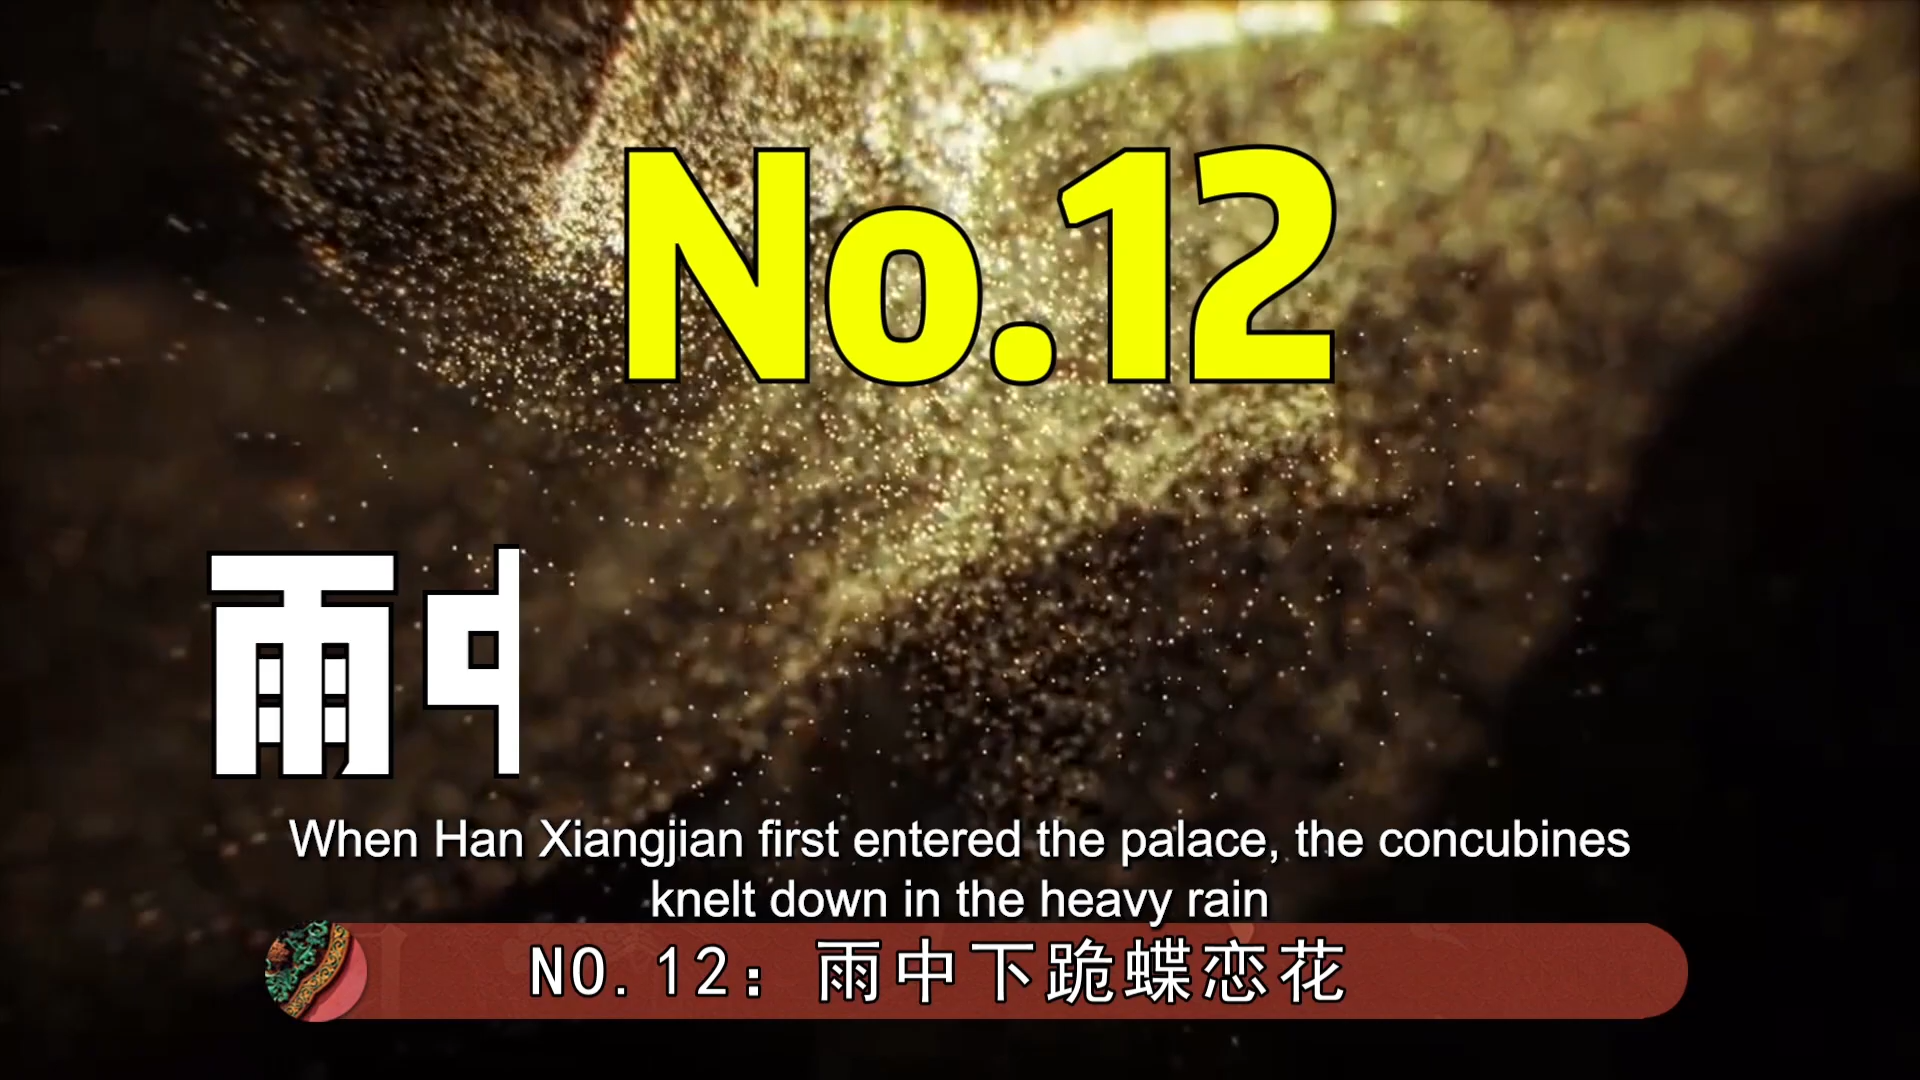 No.12
雨中
When Han Xiangjian first entered the palace, the concubines
knelt down in the heavy rain
NO.12：雨中下跪蝶恋花